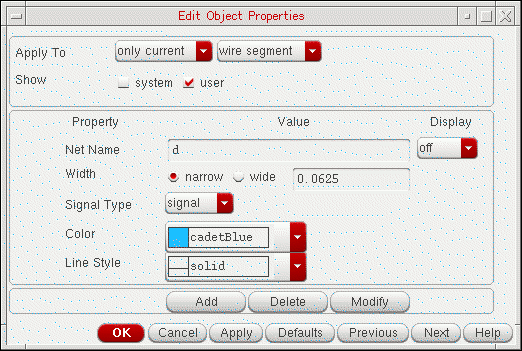 Edit Object Properties
Apply To only current wire segment
Show system user
Property Value Display
Net Name d off
Width narrow wide 0.0625
Signal Type signal
Color cadetBlue
Line Style solid
Add Delete Modify
OK Cancel Apply Defaults Previous Next Help